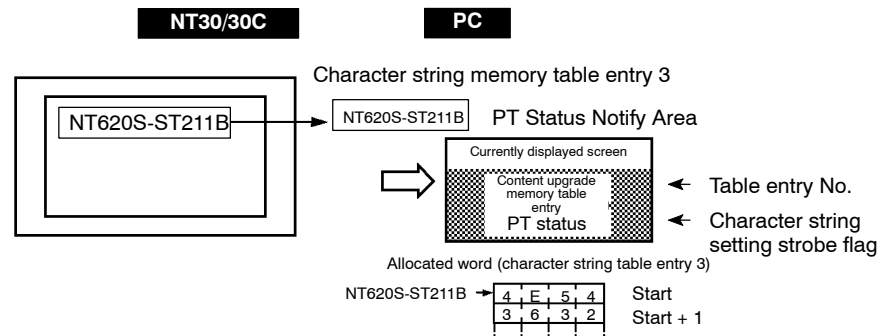 NT30/30C PC
Character string memory table entry 3
NT620S-ST211B NT620S-ST211B PT Status Notify Area
Currently displayed screen
Content upgrade
memory table
entry
PT status
Table entry No.
Character string
setting strobe flag
Allocated word (character string table entry 3)
NT620S-ST211B 4 E 5 4 Start
3 6 3 2 Start + 1